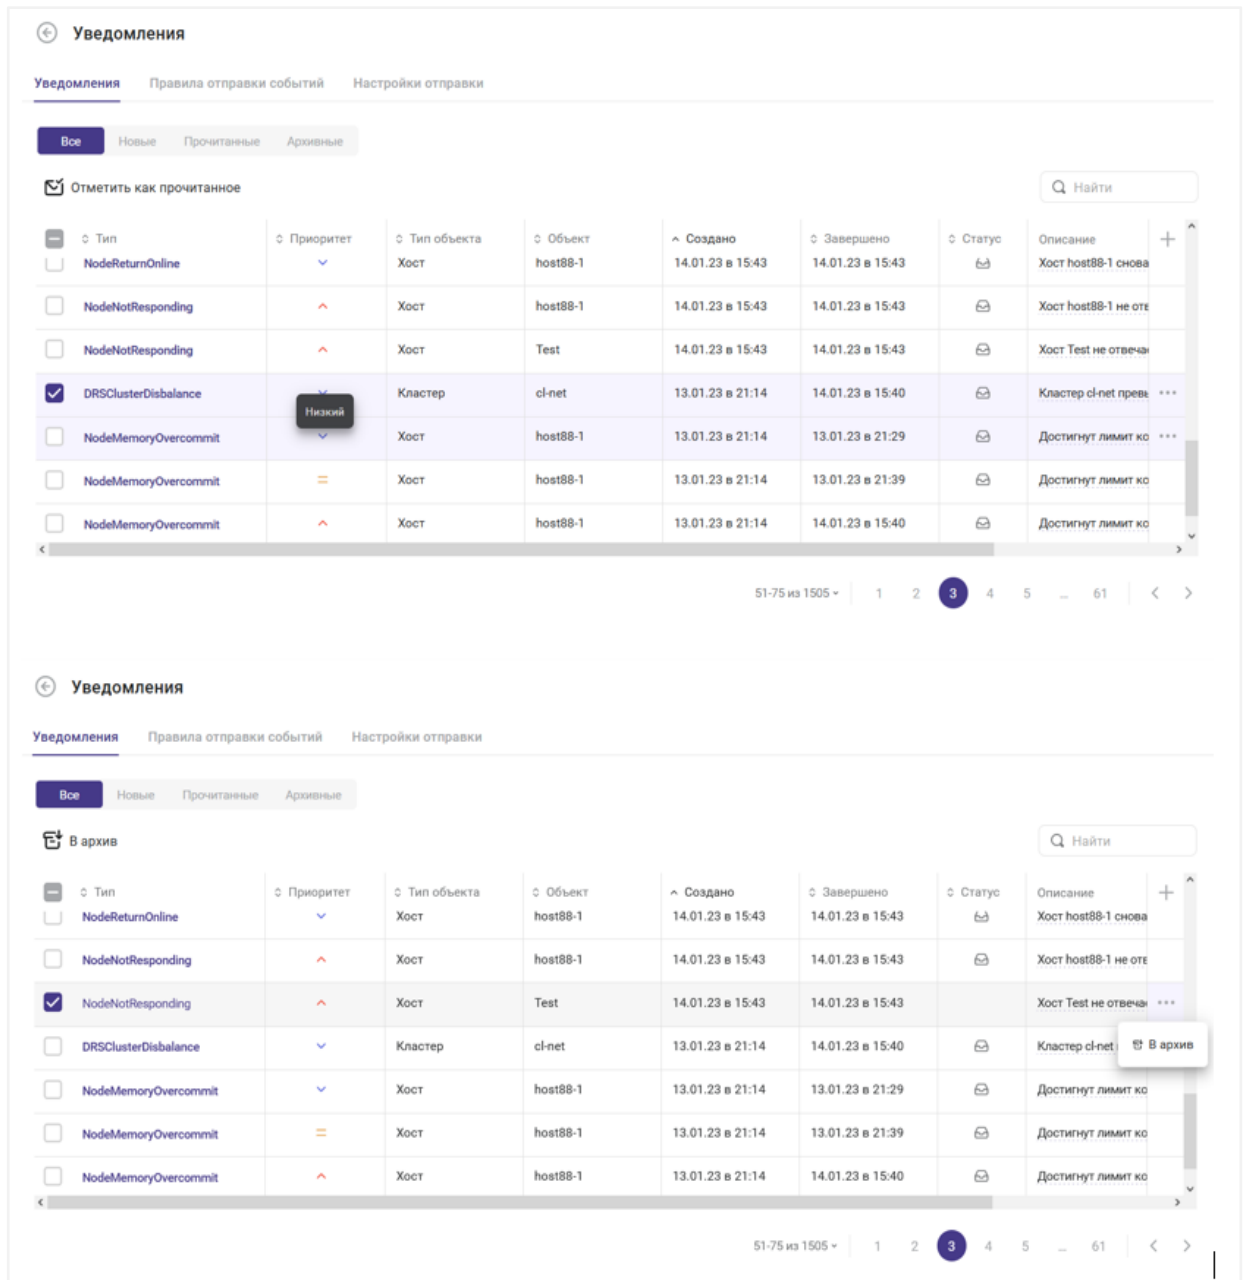 Уведомления
Уведомления Правила отправки событий Настройки отправки
Все Новые Прочитанные Архивные
Отметить как прочитанное Найти
Тип Приоритет Тип объекта Объект Создано Завершено Статус Описание
NodeReturnOnline Хост host88-1 14.01.23 в 15:43 14.01.23 в 15:43 Хост host88-1 снова
NodeNotResponding Хост host88-1 14.01.23 в 15:43 14.01.23 в 15:43 Хост host88-1 не отв
NodeNotResponding Хост Test 14.01.23 в 15:43 14.01.23 в 15:43 Хост Test не отвечае
DRSClusterDisbalance Кластер cl-net 13.01.23 в 21:14 14.01.23 в 15:40 Кластер cl-net превы ...
Низкий
NodeMemoryOvercommit Хост host88-1 13.01.23 в 21:14 13.01.23 в 21:29 Достигнут лимит ко ...
NodeMemoryOvercommit Хост host88-1 13.01.23 в 21:14 13.01.23 в 21:39 Достигнут лимит ко
NodeMemoryOvercommit Хост host88-1 13.01.23 в 21:14 14.01.23 в 15:40 Достигнут лимит ко
51-75 из 1505 1 2 3 4 5 ... 61
Уведомления
Уведомления Правила отправки событий Настройки отправки
Все Новые Прочитанные Архивные
В архив Найти
Тип Приоритет Тип объекта Объект Создано Завершено Статус Описание
NodeReturnOnline Хост host88-1 14.01.23 в 15:43 14.01.23 в 15:43 Хост host88-1 снова
NodeNotResponding Хост host88-1 14.01.23 в 15:43 14.01.23 в 15:43 Хост host88-1 не отв
NodeNotResponding Хост Test 14.01.23 в 15:43 14.01.23 в 15:43 Хост Test не отвечае ...
DRSClusterDisbalance Кластер cl-net 13.01.23 в 21:14 14.01.23 в 15:40 Кластер cl-net В архив
NodeMemoryOvercommit Хост host88-1 13.01.23 в 21:14 13.01.23 в 21:29 Достигнут лимит ко
NodeMemoryOvercommit Хост host88-1 13.01.23 в 21:14 13.01.23 в 21:39 Достигнут лимит ко
NodeMemoryOvercommit Хост host88-1 13.01.23 в 21:14 14.01.23 в 15:40 Достигнут лимит ко
51-75 из 1505 1 2 3 4 5 ... 61